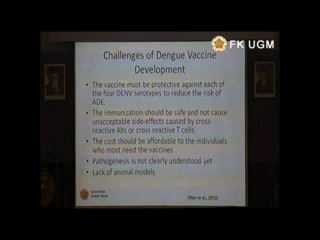 FK UGM
Challenges of Dengue Vaccine
Development
• The vaccine must be protective against each of
the four DENV serotypes to reduce the risk of
ADE.
• The immunization should be safe and not cause
unacceptable side-effects caused by cross-
reactive Abs or cross reactive T cells.
• The cost should be affordable to the individuals
who most need the vaccines
• Pathogenesis is not clearly understood yet
• Lack of animal models